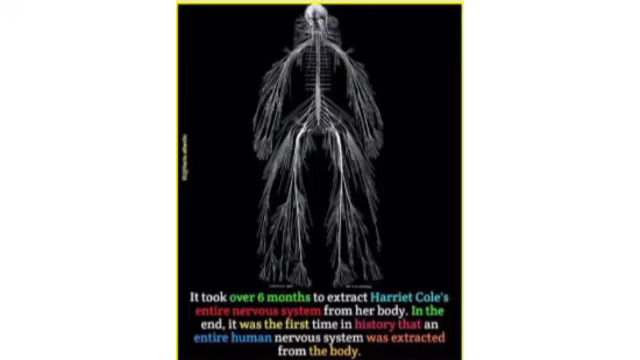 It took over 6 months to extract Harriet Cole's
entire nervous system from her body. In the
end, it was the first time in history that an
entire human nervous system was extracted
from the body.